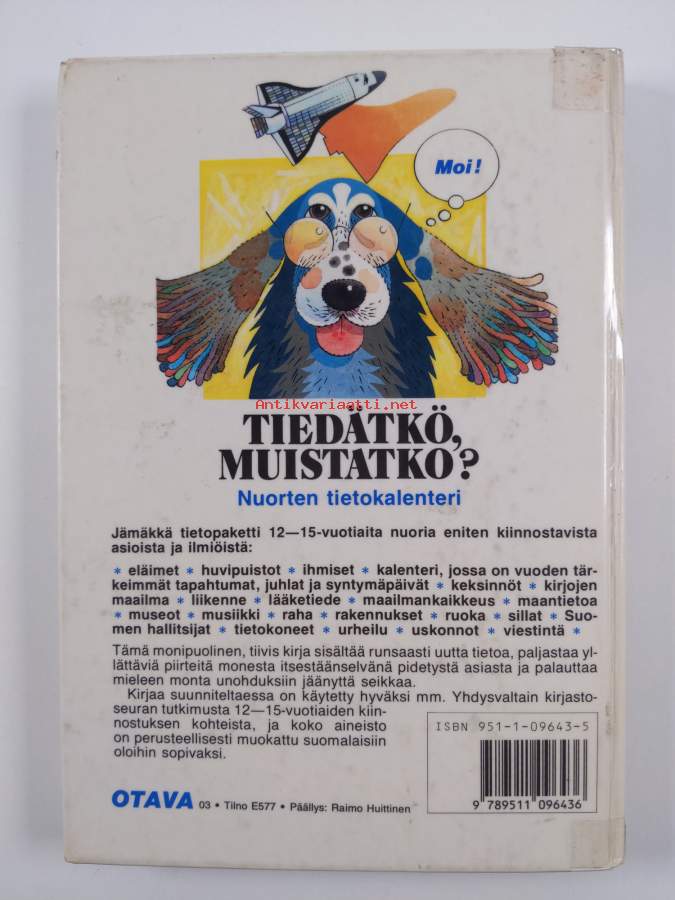 Moi!
Antikvariaatti.net
TIEDÄTKÖ,
MUISTATKO?
Nuorten tietokalenteri
Jämäkkä tietopaketti 12—15-vuotiaita nuoria eniten kiinnostavista
asioista ja ilmiöistä:
* eläimet * huvipuistot * ihmiset * kalenteri, jossa on vuoden tär-
keimmät tapahtumat, juhlat ja syntymäpäivät * keksinnöt * kirjojen
maailma * liikenne * lääketiede * maailmankaikkeus * maantietoa
* museot * musiikki * raha * rakennukset * ruoka * sillat * Suo-
men hallitsijat * tietokoneet * urheilu * uskonnot * viestintä *
Tämä monipuolinen, tiivis kirja sisältää runsaasti uutta tietoa, paljastaa yl-
lättäviä piirteitä monesta itsestäänselvänä pidetystä asiasta ja palauttaa
mieleen monta unohduksiin jäänyttä seikkaa.
Kirjaa suunniteltaessa on käytetty hyväksi mm. Yhdysvaltain kirjasto-
seuran tutkimusta 12—15-vuotiaiden kiin-
nostuksen kohteista, ja koko aineisto
on perusteellisesti muokattu suomalaisiin
oloihin sopivaksi.
ISBN 951-1-09643-5
9 789511 096436
OTAVA 03 • Tilno E577 • Päällys: Raimo Huittinen